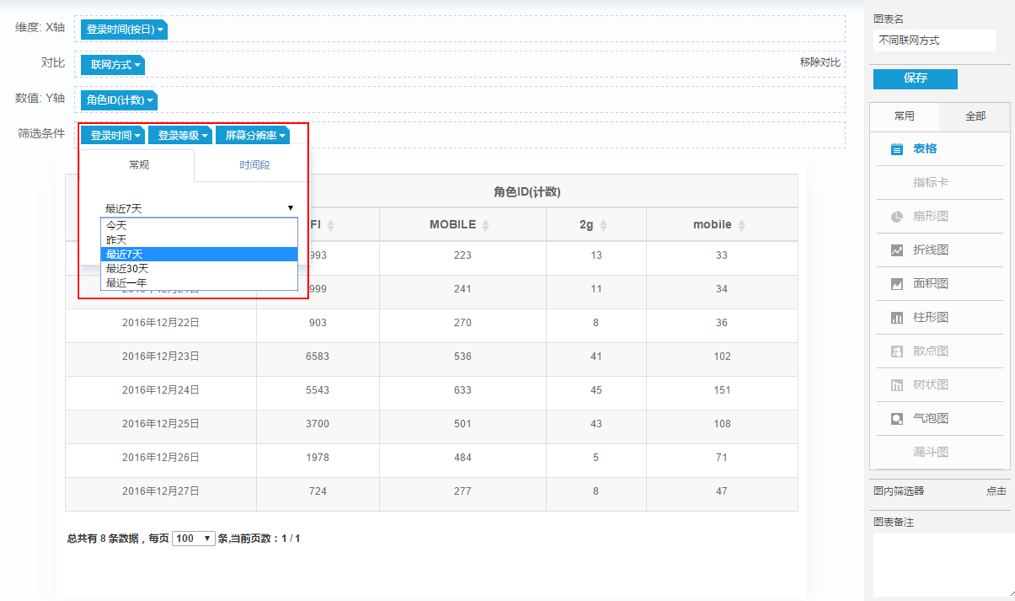 维度: X轴
登录时间(按日)
对比
联网方式
移除对比
数值: Y轴
角色ID(计数)
筛选条件
登录时间
登录等级
屏幕分辨率
常规
时间段
最近7天
今天
昨天
最近7天
最近30天
最近一年
角色ID(计数)
FI
MOBILE
2g
mobile
993 223 13 33
999 241 11 34
2016年12月22日 903 270 8 36
2016年12月23日 6583 536 41 102
2016年12月24日 5543 633 45 151
2016年12月25日 3700 501 43 108
2016年12月26日 1978 484 5 71
2016年12月27日 724 277 8 47
总共有 8 条数据，每页 100 条,当前页数：1 / 1
图表名
不同联网方式
保存
常用
全部
表格
指标卡
扇形图
折线图
面积图
柱形图
散点图
树状图
气泡图
漏斗图
图内筛选器
点击
图表备注